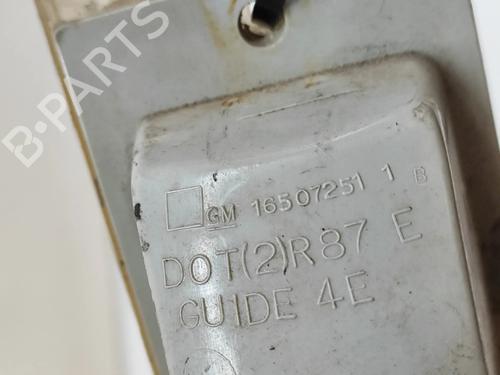 B-PARTS
GM 16507251 1 B
DOT(2)R87 E
GUIDE 4E